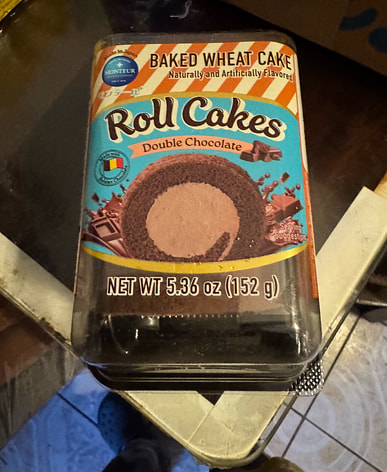 MONTEUR
BAKED WHEAT CAKE
Naturally and Artificially Flavored
Roll Cakes
Double Chocolate
NET WT 5.36 oz (152 g)